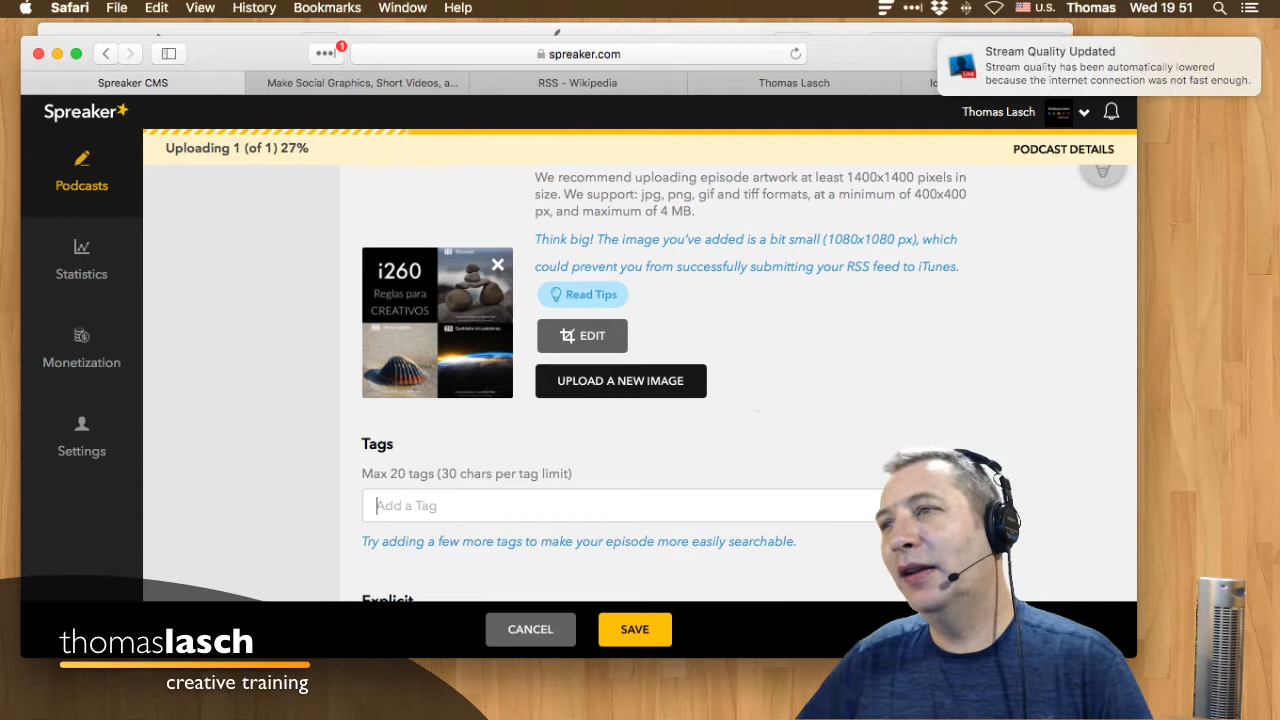 Safari File Edit View History Bookmarks Window Help
U.S. Thomas Wed 19 51
1
spreaker.com
Stream Quality Updated
Stream quality has been automatically lowered
because the internet connection was not fast enough.
LIVE
Spreaker CMS
Make Social Graphics, Short Videos, a...
RSS - Wikipedia
Thomas Lasch
Spreaker
Thomas Lasch
Uploading 1 (of 1) 27%
PODCAST DETAILS
Podcasts
Statistics
Monetization
Settings
We recommend uploading episode artwork at least 1400x1400 pixels in
size. We support: jpg, png, gif and tiff formats, at a minimum of 400x400
px, and maximum of 4 MB.
Think big! The image you've added is a bit small (1080x1080 px), which
could prevent you from successfully submitting your RSS feed to iTunes.
Read Tips
i260
Reglas para
CREATIVOS
EDIT
UPLOAD A NEW IMAGE
Tags
Max 20 tags (30 chars per tag limit)
Add a Tag
Try adding a few more tags to make your episode more easily searchable.
Explicit
CANCEL
SAVE
thomaslasch
creative training